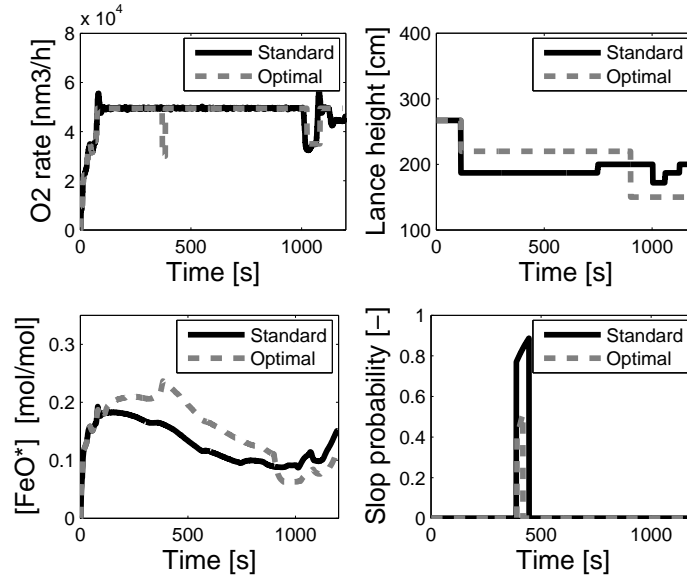 x 10^4
8
6
4
2
0
O2 rate [nm3/h]
Standard
Optimal
0
500
1000
Time [s]
400
300
200
100
Lance height [cm]
Standard
Optimal
0
500
1000
Time [s]
0.3
0.2
0.1
0
[FeO*] [mol/mol]
Standard
Optimal
0
500
1000
Time [s]
1
0.8
0.6
0.4
0.2
0
Slop probability [−]
Standard
Optimal
0
500
1000
Time [s]